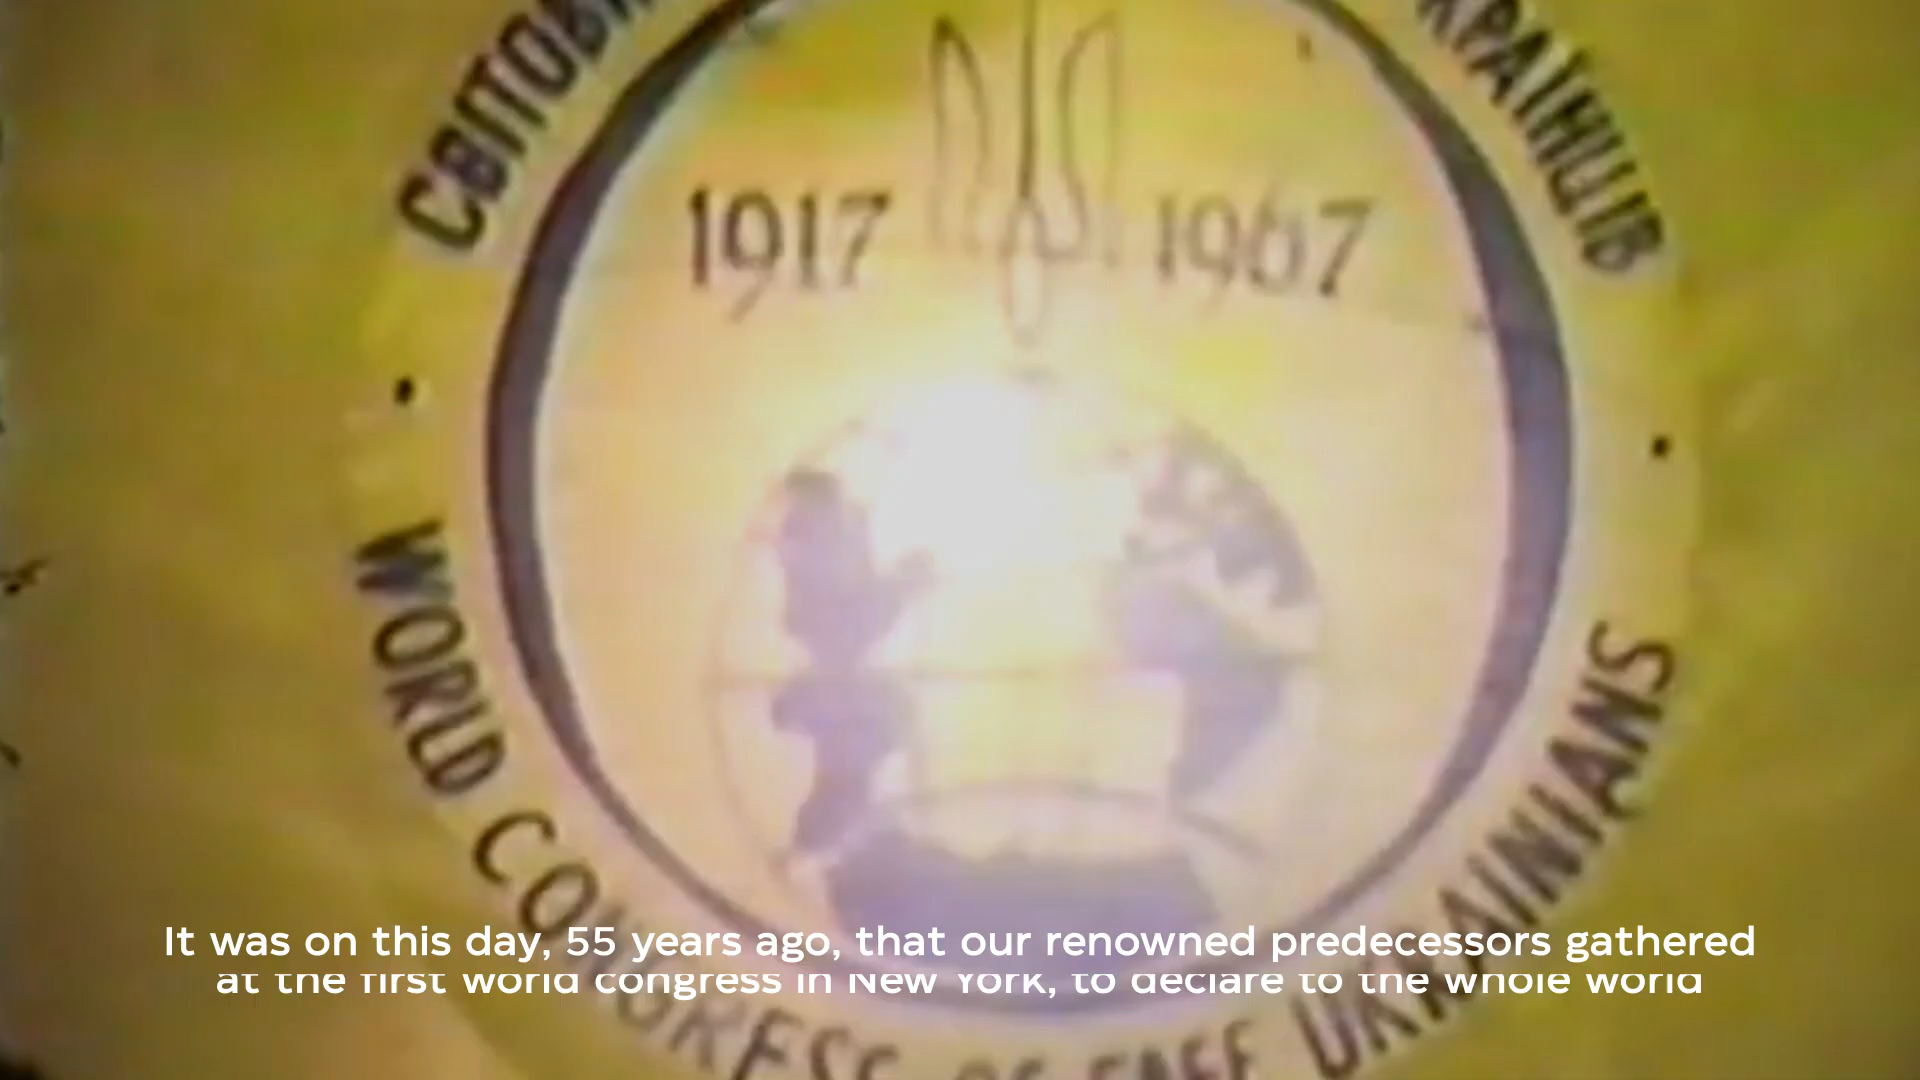 УКРАЇНЦІВ
1917 1967
WORLD CONGRESS OF FREE UKRAINIANS
It was on this day, 55 years ago, that our renowned predecessors gathered
at the first world congress in New York, to declare to the whole world